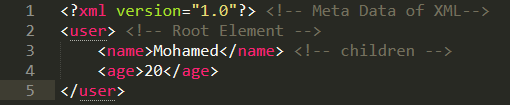 1 <?xml version="1.0"?> <!-- Meta Data of XML-->
2 <user> <!-- Root Element -->
3     <name>Mohamed</name> <!-- children -->
4     <age>20</age>
5 </user>